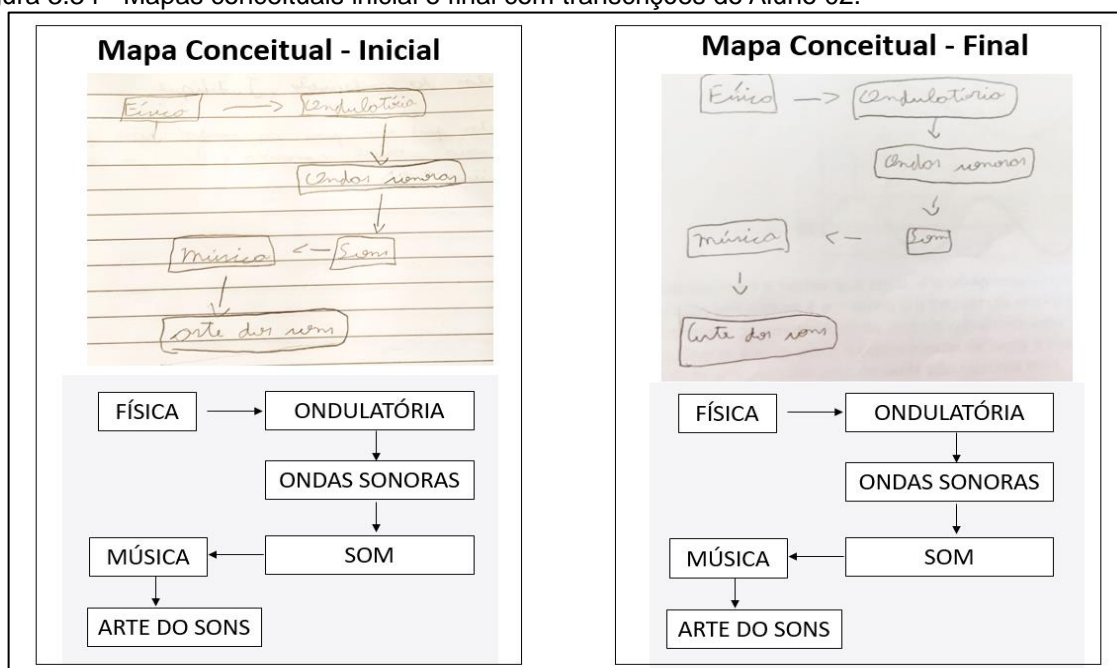 ura 3.34 - Mapas conceituais inicial e final com transcrições do Aluno 02.
Mapa Conceitual - Inicial
Física → Ondulatória
Ondas sonoras
Música ← Som
arte dos sons
FÍSICA → ONDULATÓRIA
ONDAS SONORAS
MÚSICA ← SOM
ARTE DO SONS
Mapa Conceitual - Final
Física → Ondulatória
Ondas sonoras
Música ← Som
Arte dos sons
FÍSICA → ONDULATÓRIA
ONDAS SONORAS
MÚSICA ← SOM
ARTE DO SONS